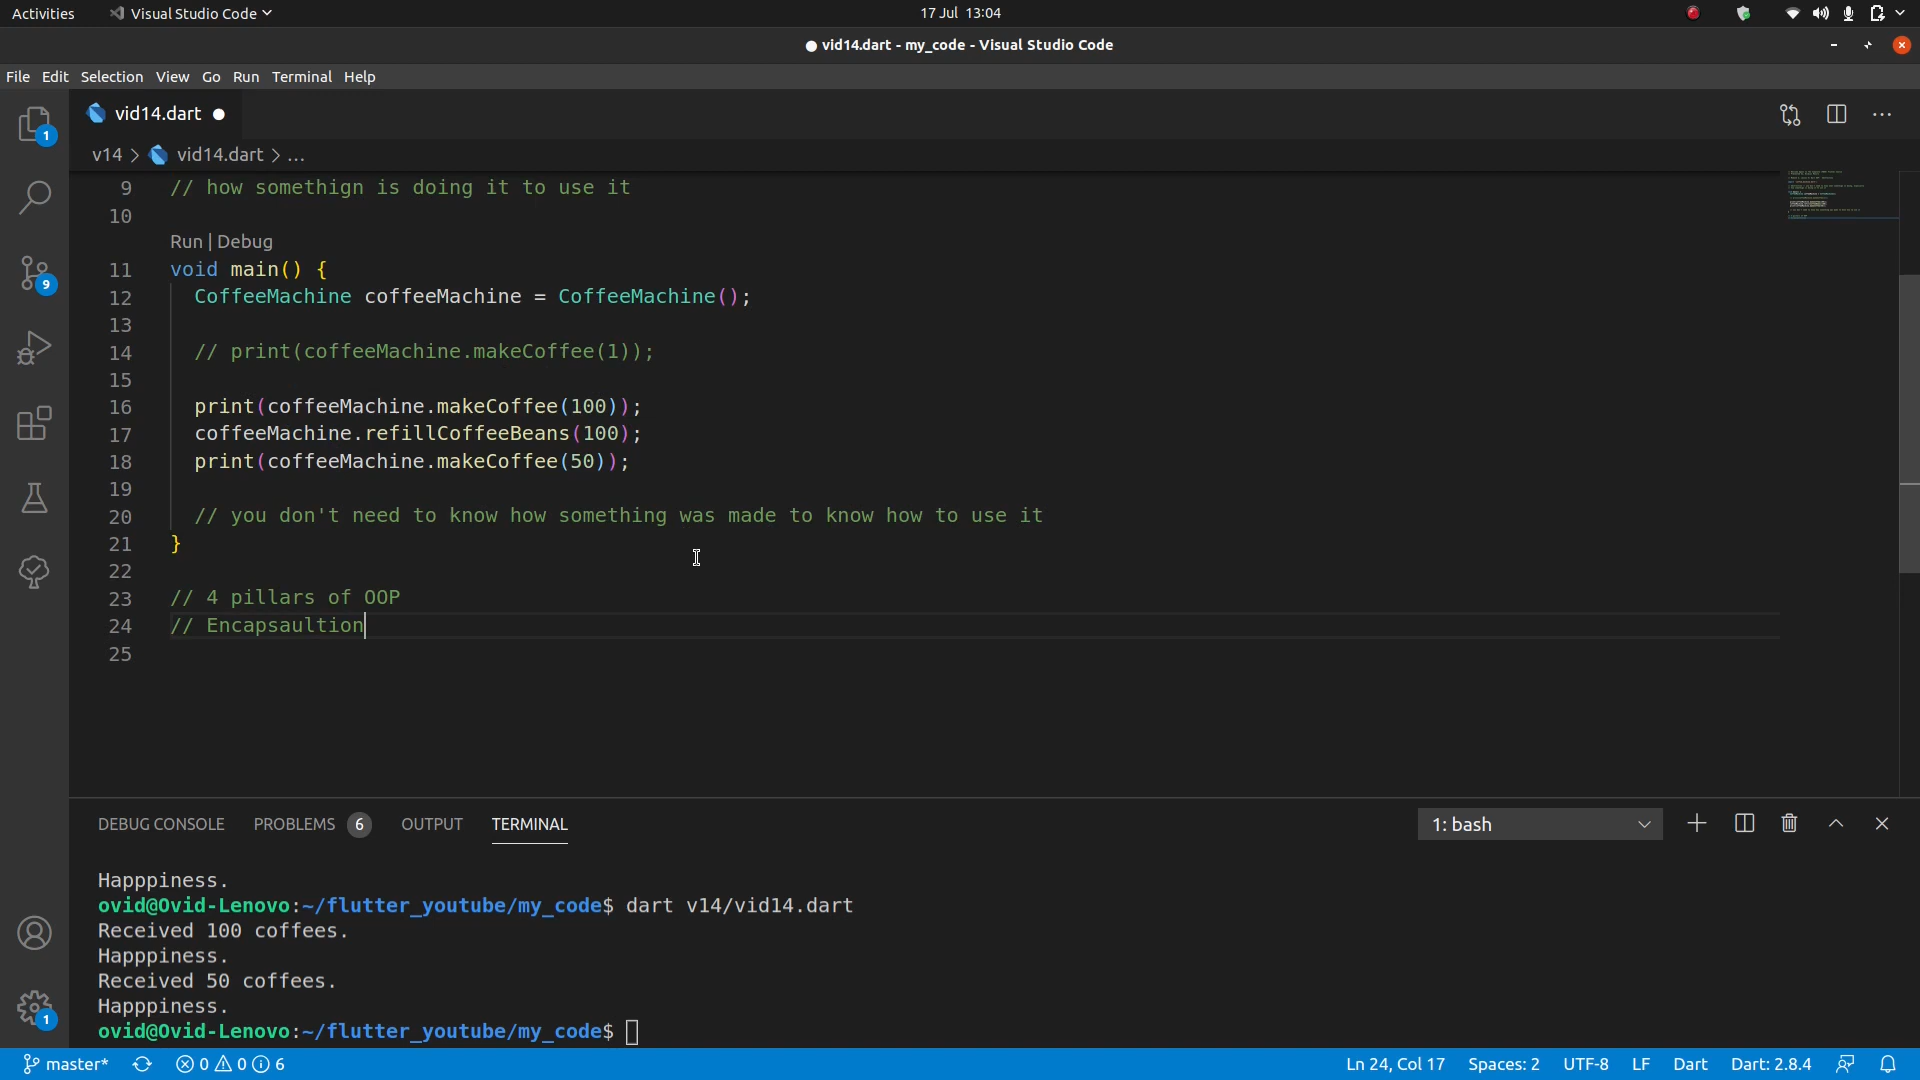 Activities Visual Studio Code 17 Jul 13:04
vid14.dart - my_code - Visual Studio Code
File Edit Selection View Go Run Terminal Help
vid14.dart
v14 > vid14.dart > ...
9 // how somethign is doing it to use it
10
Run | Debug
11 void main() {
12 CoffeeMachine coffeeMachine = CoffeeMachine();
13
14 // print(coffeeMachine.makeCoffee(1));
15
16 print(coffeeMachine.makeCoffee(100));
17 coffeeMachine.refillCoffeeBeans(100);
18 print(coffeeMachine.makeCoffee(50));
19
20 // you don't need to know how something was made to know how to use it
21 }
22
23 // 4 pillars of OOP
24 // Encapsaultion
25
1
9
1
DEBUG CONSOLE PROBLEMS 6 OUTPUT TERMINAL 1: bash
Happpiness.
ovid@Ovid-Lenovo:~/flutter_youtube/my_code$ dart v14/vid14.dart
Received 100 coffees.
Happpiness.
Received 50 coffees.
Happpiness.
ovid@Ovid-Lenovo:~/flutter_youtube/my_code$
master* 0 0 6 Ln 24, Col 17 Spaces: 2 UTF-8 LF Dart Dart: 2.8.4